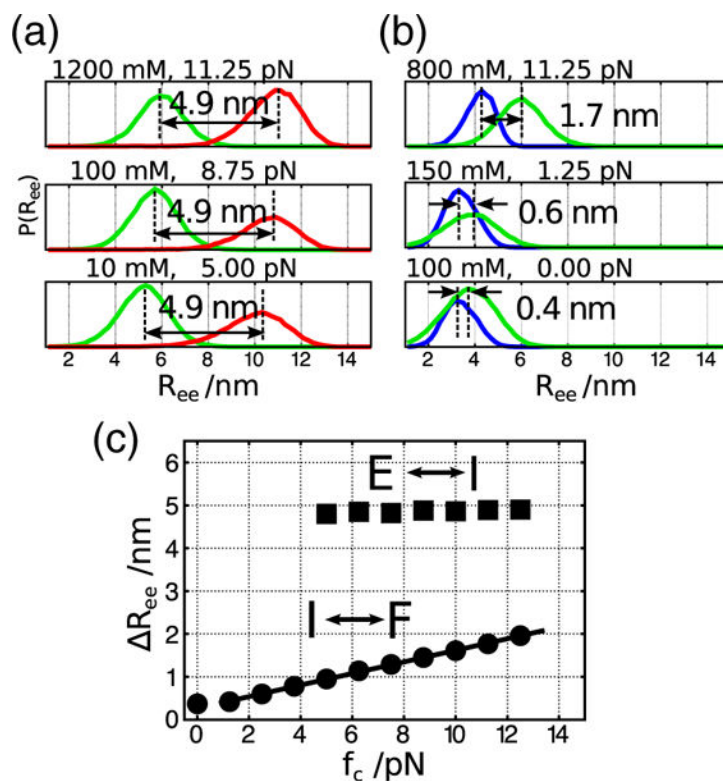 (a)
1200 mM, 11.25 pN
4.9 nm
100 mM, 8.75 pN
4.9 nm
10 mM, 5.00 pN
4.9 nm
P(Ree)
2 4 6 8 10 12 14
Ree /nm
(b)
800 mM, 11.25 pN
1.7 nm
150 mM, 1.25 pN
0.6 nm
100 mM, 0.00 pN
0.4 nm
2 4 6 8 10 12 14
Ree /nm
(c)
6
5
4
3
2
1
0
ΔRee /nm
E I
I F
0 2 4 6 8 10 12 14
fc /pN